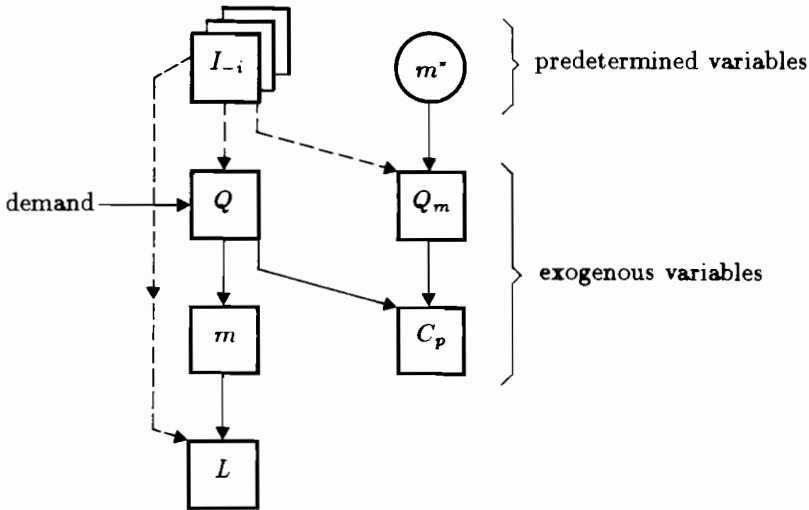 I₋ᵢ
m*
predetermined variables
demand
Q
Qₘ
exogenous variables
m
Cₚ
L